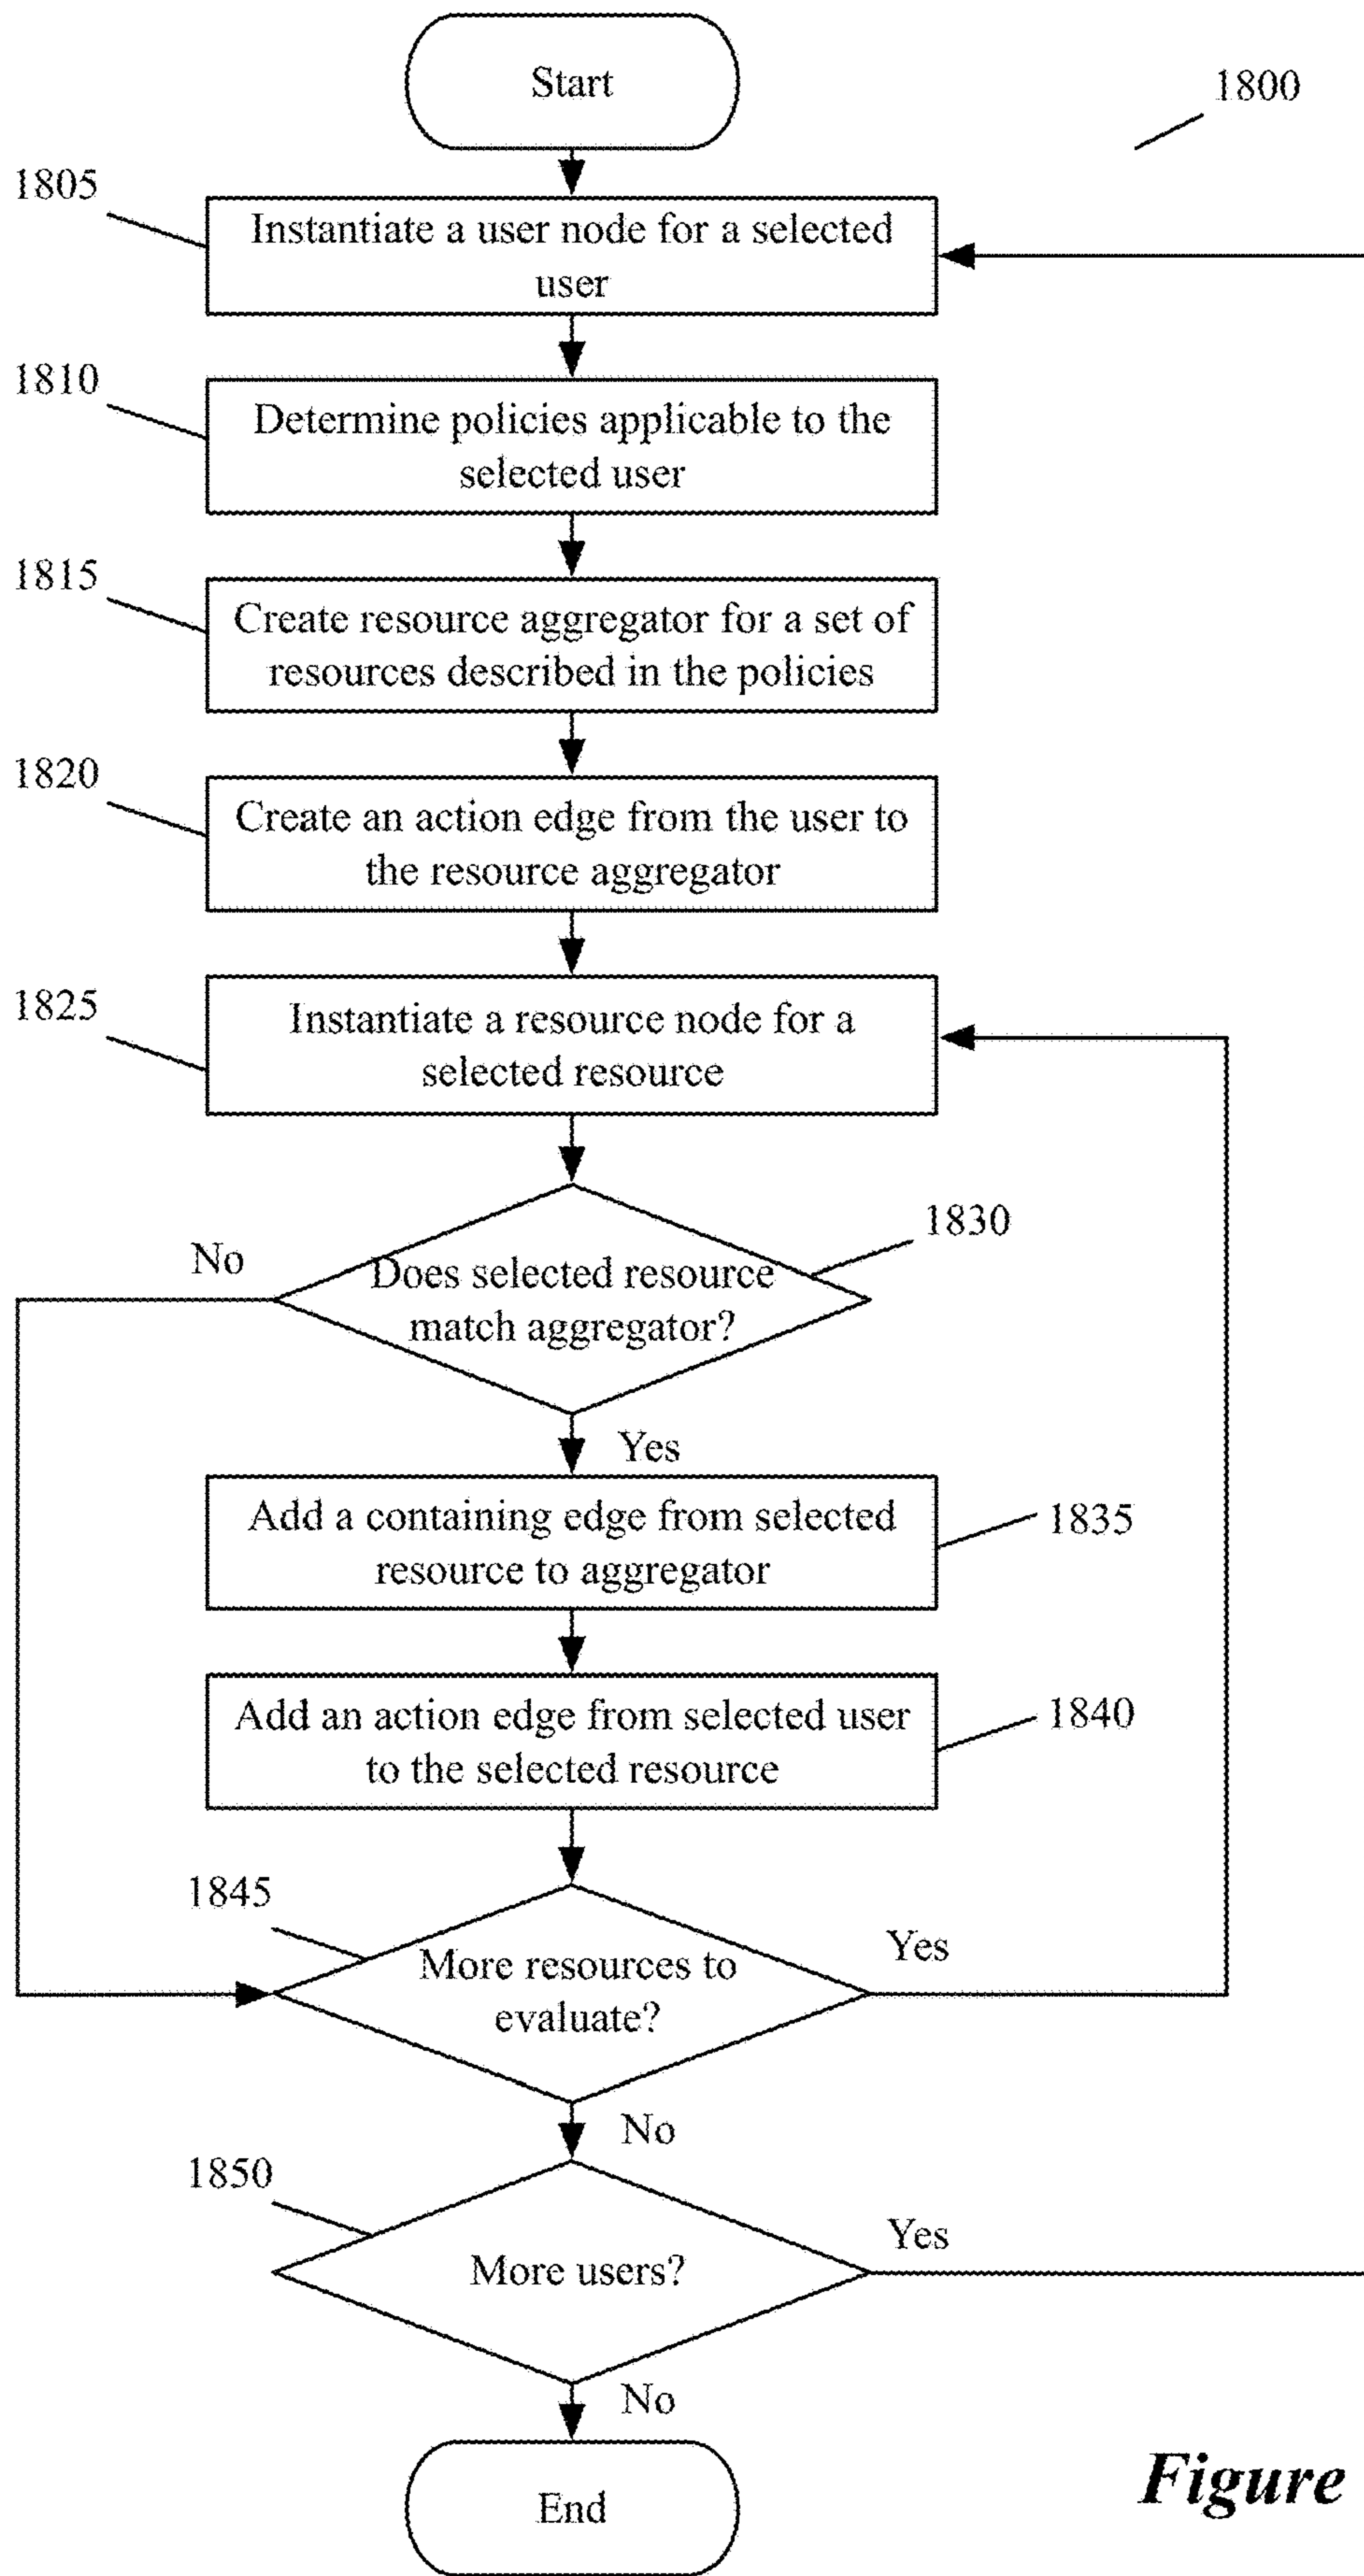 Start
1800
1805
Instantiate a user node for a selected
user
1810
Determine policies applicable to the
selected user
1815
Create resource aggregator for a set of
resources described in the policies
1820
Create an action edge from the user to
the resource aggregator
1825
Instantiate a resource node for a
selected resource
1830
No
Does selected resource
match aggregator?
Yes
Add a containing edge from selected
resource to aggregator
1835
Add an action edge from selected user
to the selected resource
1840
1845
More resources to
evaluate?
Yes
No
1850
More users?
Yes
No
End
Figure